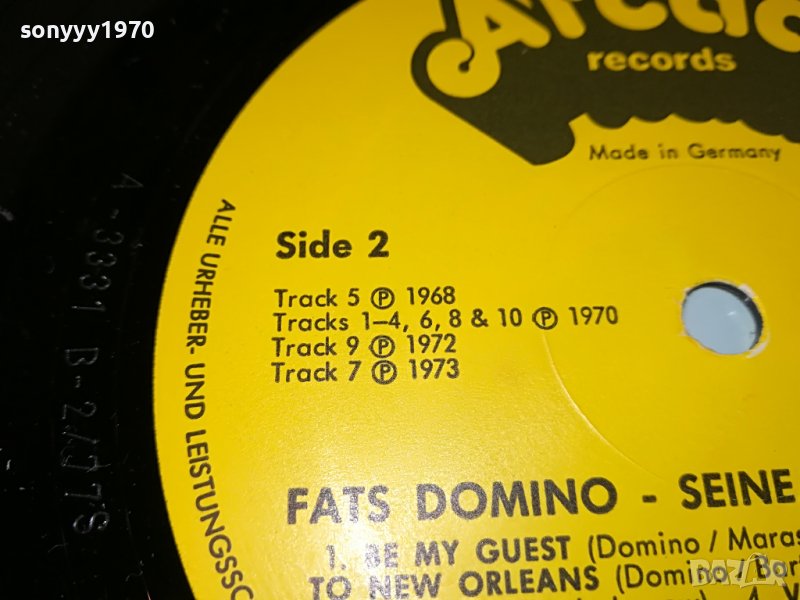 sonyyy1970
Arcad
records
Made in Germany
Side 2
Track 5 ℗ 1968
Tracks 1–4, 6, 8 & 10 ℗ 1970
Track 9 ℗ 1972
Track 7 ℗ 1973
ALLE URHEBER- UND LEISTUNGSSC
FATS DOMINO - SEINE
1. BE MY GUEST (Domino / Maras
TO NEW ORLEANS (Domino, Bar
BAZAR